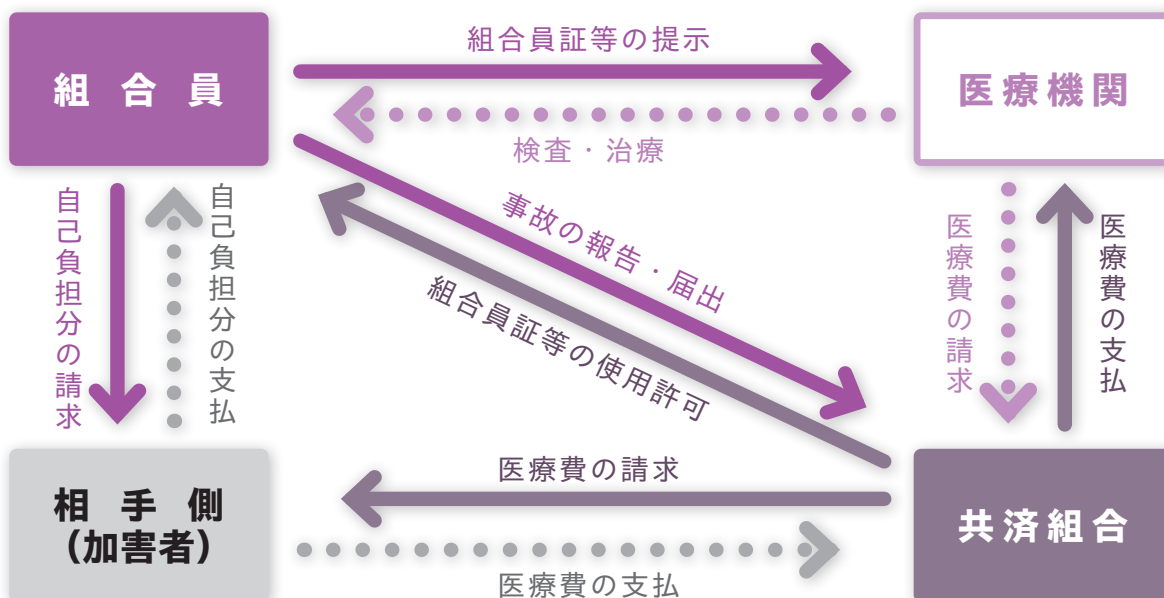 組合員証等の提示
組合員
医療機関
検査・治療
自己負担分の請求
自己負担分の支払
事故の報告・届出
組合員証等の使用許可
医療費の請求
医療費の支払
医療費の請求
相手側
（加害者）
共済組合
医療費の支払